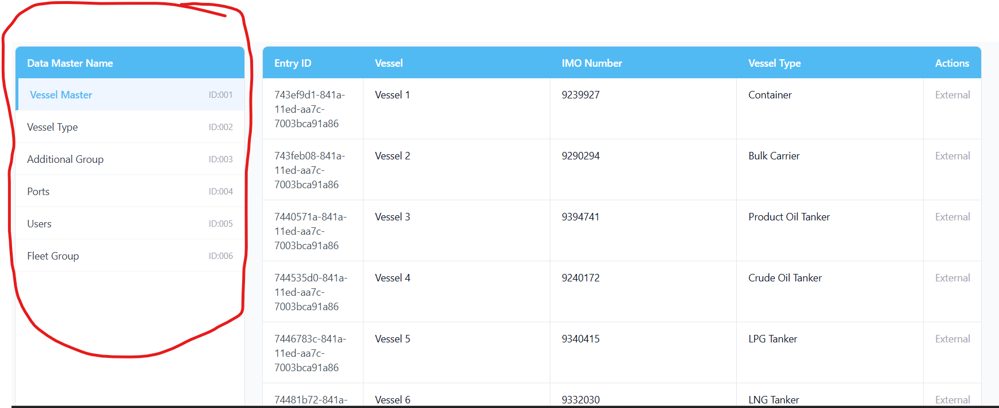 Data Master Name
Vessel Master ID:001
Vessel Type ID:002
Additional Group ID:003
Ports ID:004
Users ID:005
Fleet Group ID:006
Entry ID Vessel IMO Number Vessel Type Actions
743ef9d1-841a- Vessel 1 9239927 Container External
11ed-aa7c-
7003bca91a86
743feb08-841a- Vessel 2 9290294 Bulk Carrier External
11ed-aa7c-
7003bca91a86
7440571a-841a- Vessel 3 9394741 Product Oil Tanker External
11ed-aa7c-
7003bca91a86
744535d0-841a- Vessel 4 9240172 Crude Oil Tanker External
11ed-aa7c-
7003bca91a86
7446783c-841a- Vessel 5 9340415 LPG Tanker External
11ed-aa7c-
7003bca91a86
74481b72-841a- Vessel 6 9332030 LNG Tanker External